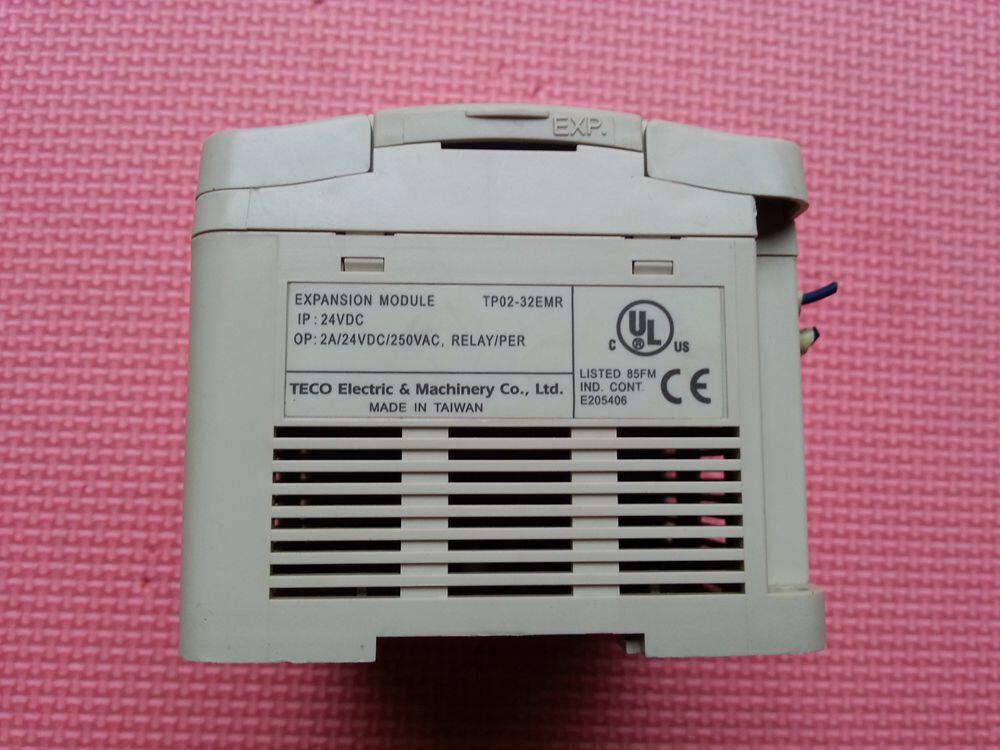 EXP.
EXPANSION MODULE TP02-32EMR
IP : 24VDC
OP: 2A/24VDC/250VAC, RELAY/PER
TECO Electric & Machinery Co., Ltd.
MADE IN TAIWAN
C UL ® US
LISTED 85FM
IND. CONT
E205406
CE